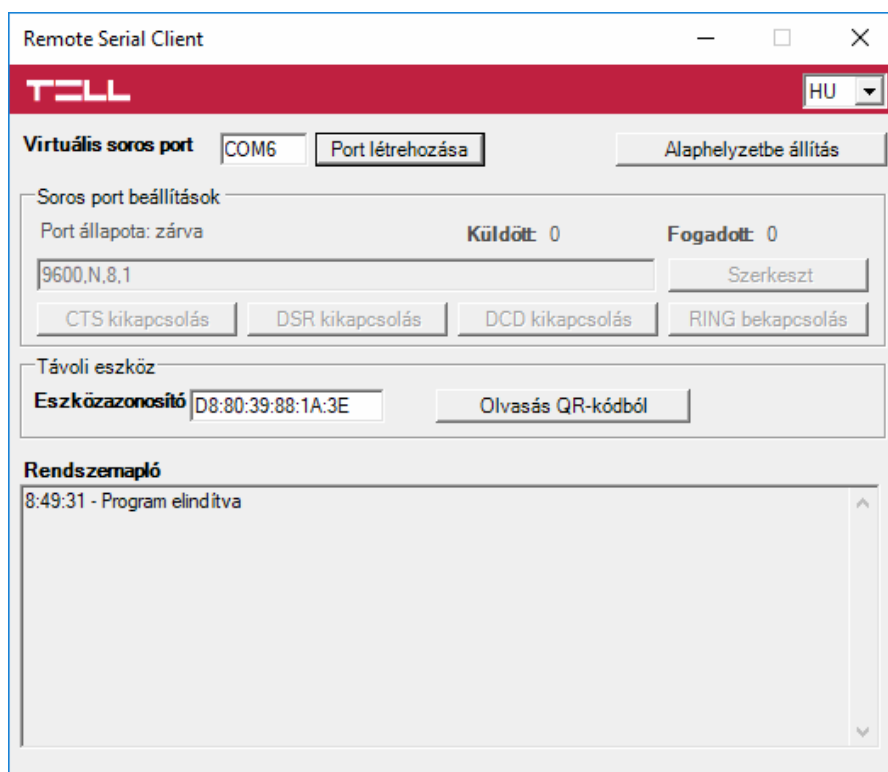 Remote Serial Client
TELL
HU
Virtuális soros port COM6 Port létrehozása Alaphelyzetbe állítás
Soros port beállítások
Port állapota: zárva Küldött: 0 Fogadott: 0
9600,N,8,1 Szerkeszt
CTS kikapcsolás DSR kikapcsolás DCD kikapcsolás RING bekapcsolás
Távoli eszköz
Eszközazonosító D8:80:39:88:1A:3E Olvasás QR-kódból
Rendszernapló
8:49:31 - Program elindítva